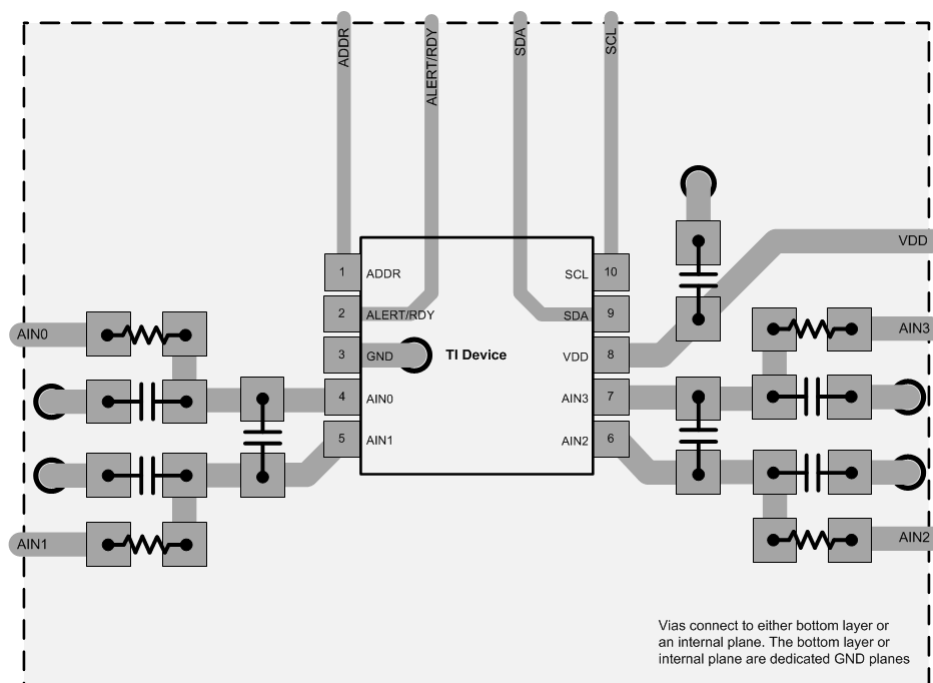 ADDR
ALERT/RDY
SDA
SCL
VDD
1 ADDR
SCL 10
2 ALERT/RDY
SDA 9
3 GND
TI Device
VDD 8
4 AIN0
AIN3 7
5 AIN1
AIN2 6
AIN0
AIN3
AIN1
AIN2
Vias connect to either bottom layer or
an internal plane. The bottom layer or
internal plane are dedicated GND planes